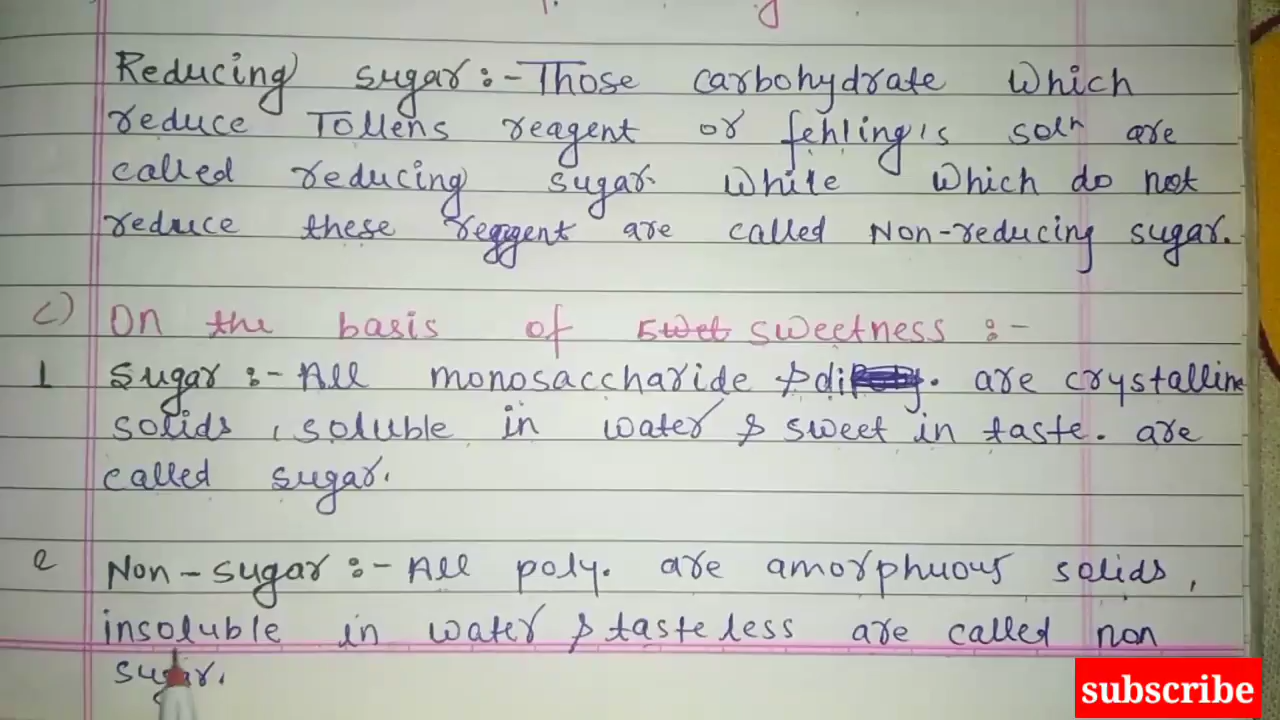 Reducing sugar :- Those carbohydrate which
reduce Tollens reagent or fehling's solⁿ are
called reducing sugar. While which do not
reduce these reagent are called Non-reducing sugar.
C) On the basis of swet sweetness :-
1 Sugar :- All monosaccharide & di. are crystalline
solids, soluble in water & sweet in taste. are
called sugar.
2 Non-sugar :- All poly. are amorphuous solids,
insoluble in water & tasteless are called non
sugar.
subscribe